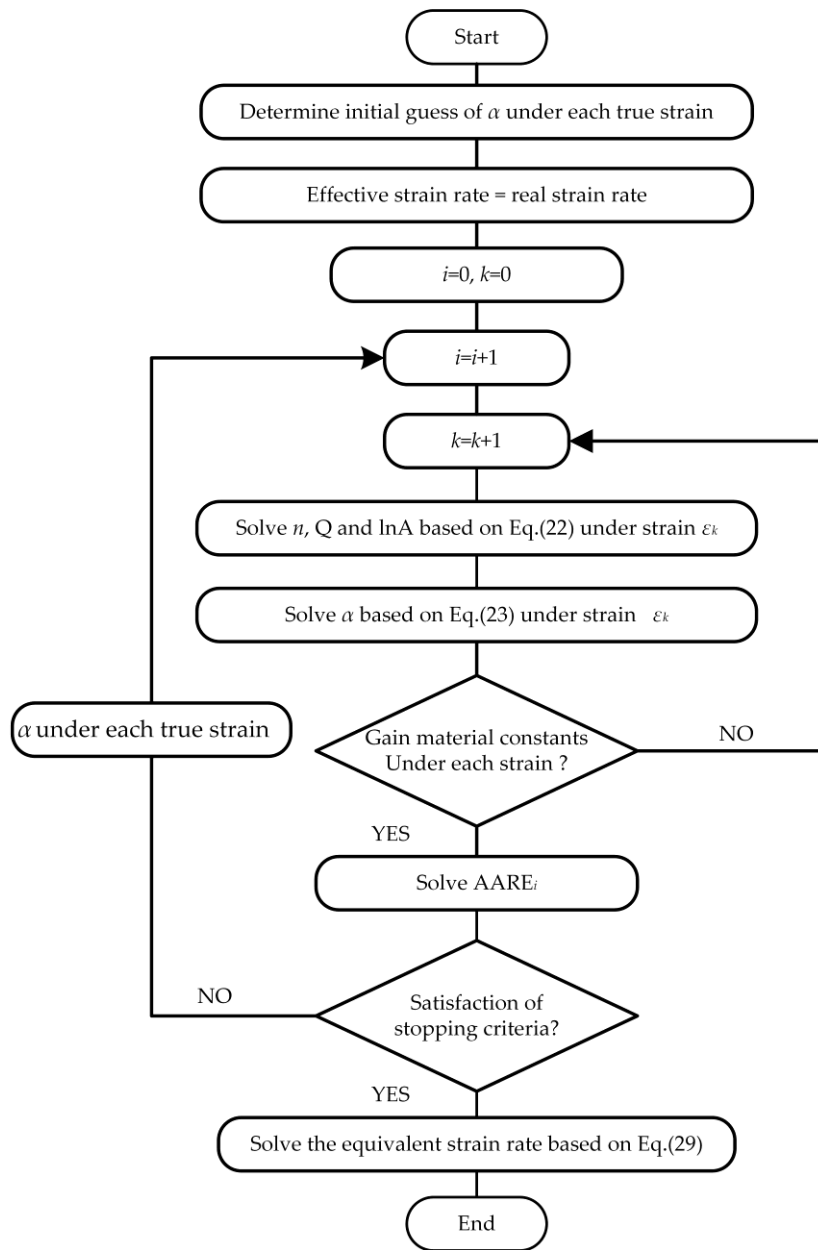 Start
Determine initial guess of α under each true strain
Effective strain rate = real strain rate
i=0, k=0
i=i+1
k=k+1
Solve n, Q and lnA based on Eq.(22) under strain εk
Solve α based on Eq.(23) under strain εk
α under each true strain
Gain material constants
Under each strain ?
NO
YES
Solve AAREi
NO
Satisfaction of
stopping criteria?
YES
Solve the equivalent strain rate based on Eq.(29)
End